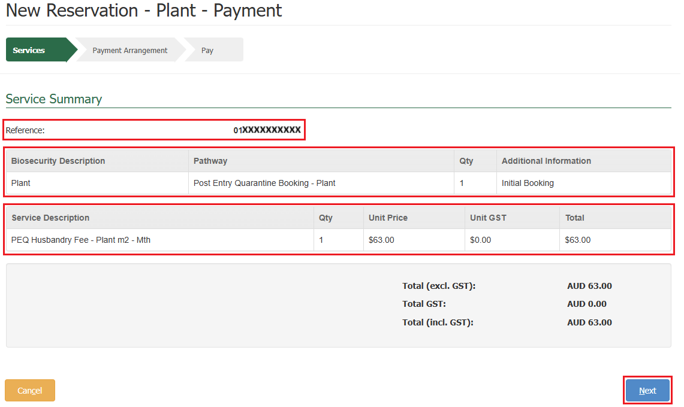 New Reservation - Plant - Payment
Services Payment Arrangement Pay
Service Summary
Reference: 01XXXXXXXXXX
Biosecurity Description Pathway Qty Additional Information
Plant Post Entry Quarantine Booking - Plant 1 Initial Booking
Service Description Qty Unit Price Unit GST Total
PEQ Husbandry Fee - Plant m2 - Mth 1 $63.00 $0.00 $63.00
Total (excl. GST): AUD 63.00
Total GST: AUD 0.00
Total (incl. GST): AUD 63.00
Cancel Next